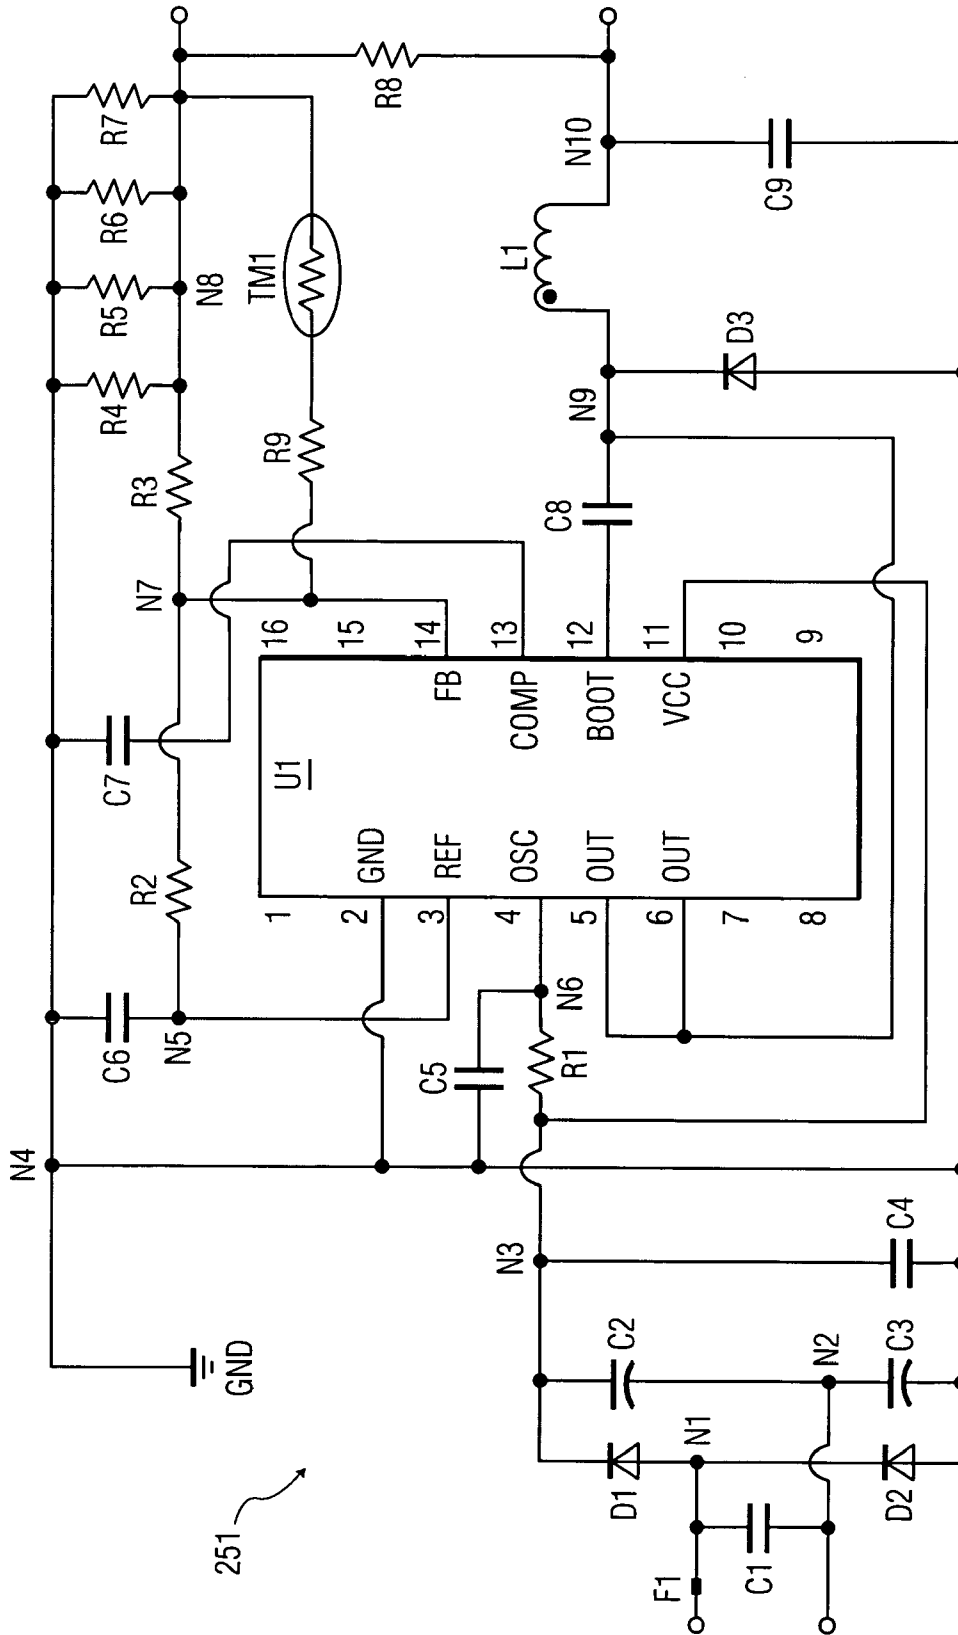 R7
R6
R5
R4
R8
N8
TM1
R9
R3
N7
N10
C9
L1
D3
N9
C8
C7
R2
C6
N5
N4
GND
251
16
15
14
13
12
11
10
9
FB
COMP
BOOT
VCC
U1
GND
REF
OSC
OUT
OUT
1
2
3
4
5
6
7
8
N6
C5
R1
N3
C4
C2
N2
C3
N1
D1
D2
F1
C1